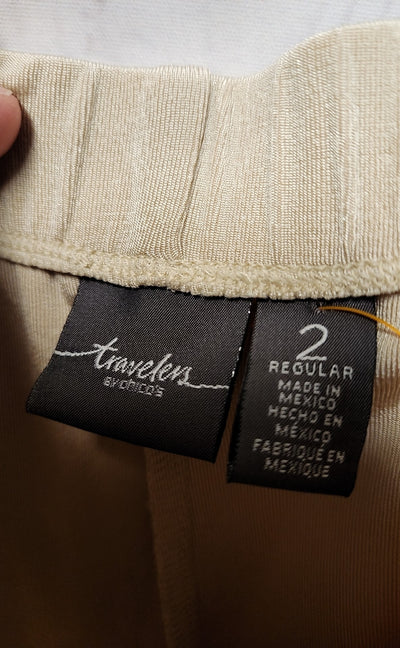 travelers
BY CHICO'S
2
REGULAR
MADE IN
MEXICO
HECHO EN
MÉXICO
FABRIQUÉ EN
MEXIQUE